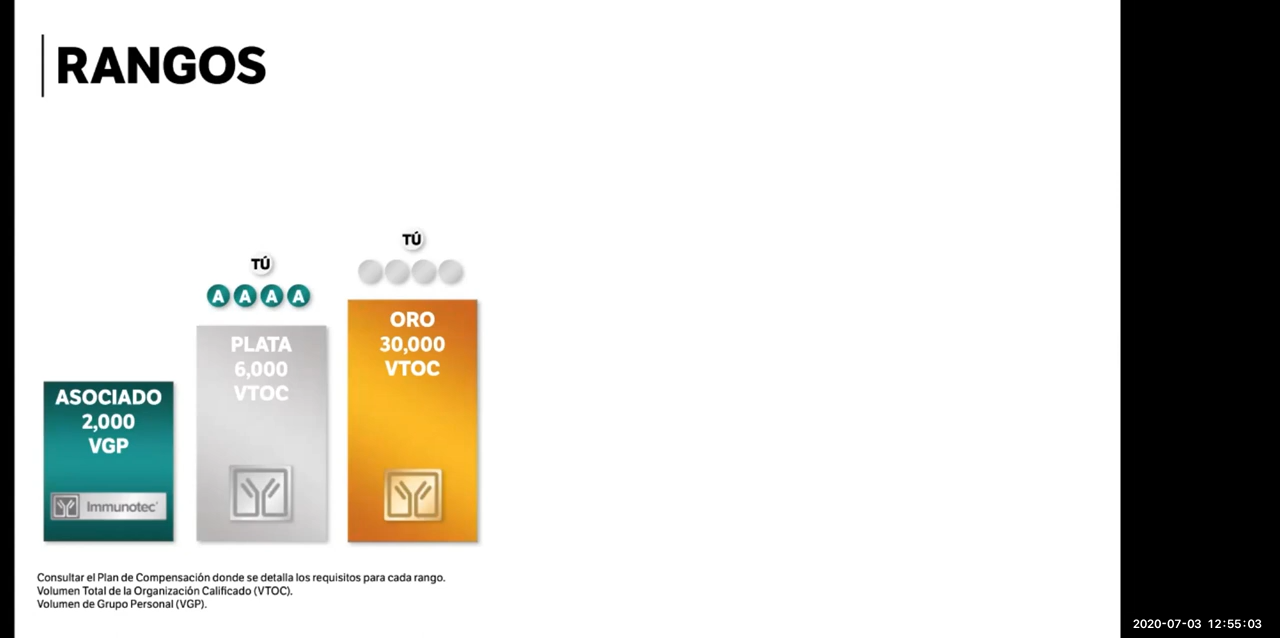 RANGOS
TÚ
TÚ
A A A A
ORO
30,000
VTOC
PLATA
6,000
VTOC
ASOCIADO
2,000
VGP
Immunotec
Consultar el Plan de Compensación donde se detalla los requisitos para cada rango.
Volumen Total de la Organización Calificado (VTOC).
Volumen de Grupo Personal (VGP).
2020-07-03 12:55:03